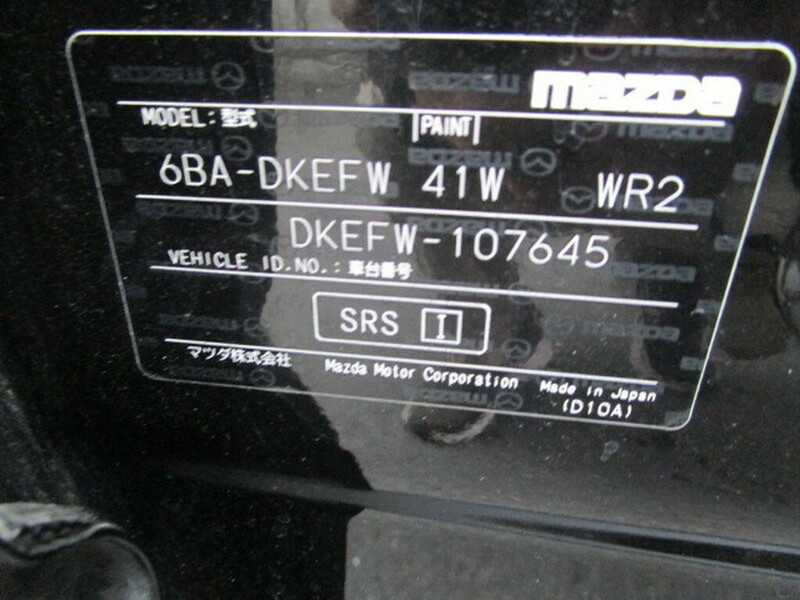 mazda
MODEL : 型式 PAINT
6BA-DKEFW 41W WR2
DKEFW-107645
VEHICLE ID.NO. : 車台番号
SRS I
マツダ株式会社 Mazda Motor Corporation Made in Japan
(D10A)